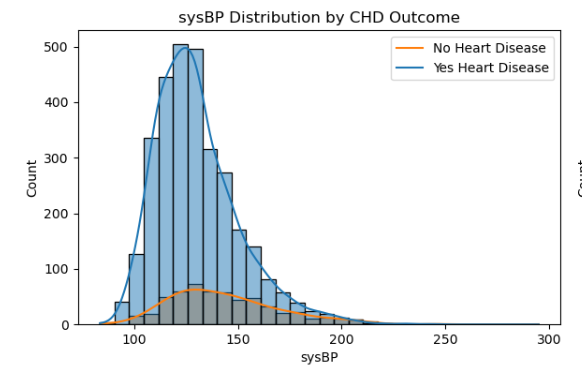 sysBP Distribution by CHD Outcome
No Heart Disease
Yes Heart Disease
500
400
300
200
100
0
Count
100
150
200
250
300
sysBP
Count